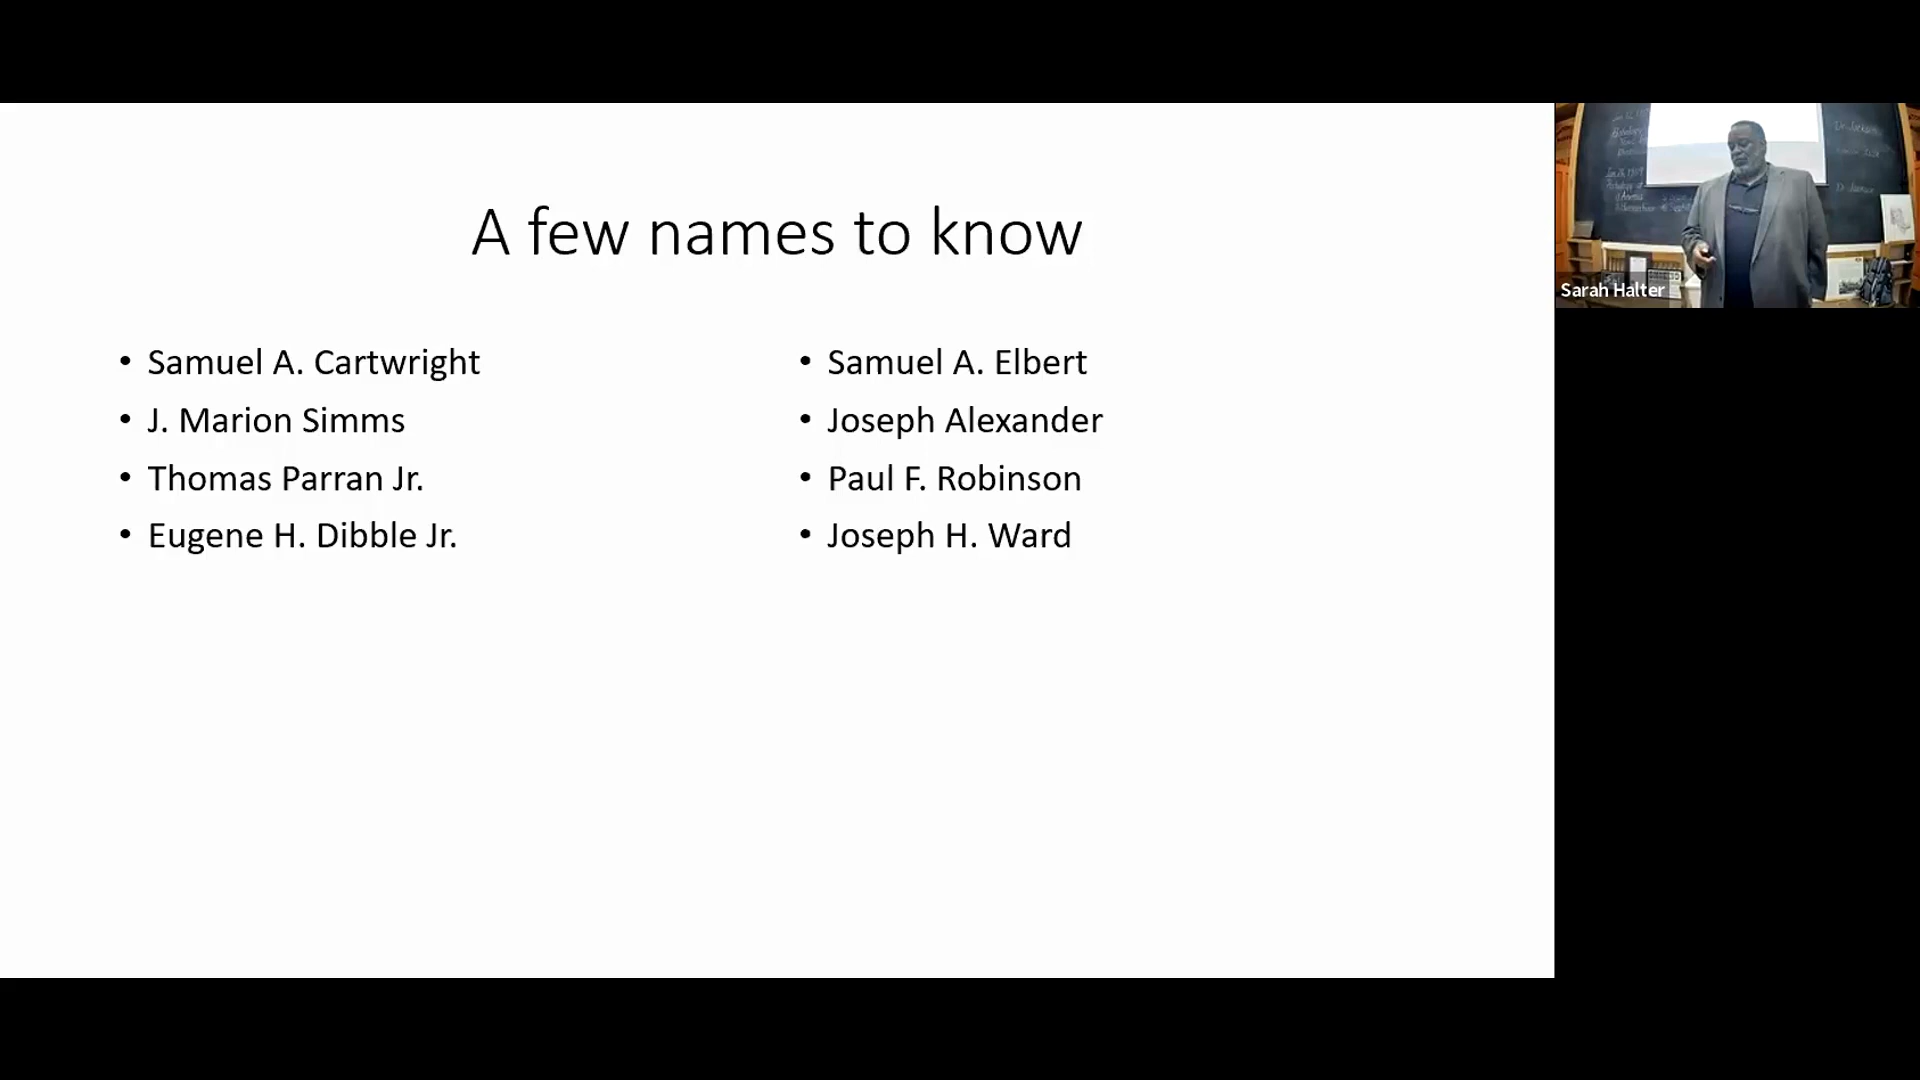 A few names to know
• Samuel A. Cartwright
• J. Marion Simms
• Thomas Parran Jr.
• Eugene H. Dibble Jr.
• Samuel A. Elbert
• Joseph Alexander
• Paul F. Robinson
• Joseph H. Ward
Sarah Halter